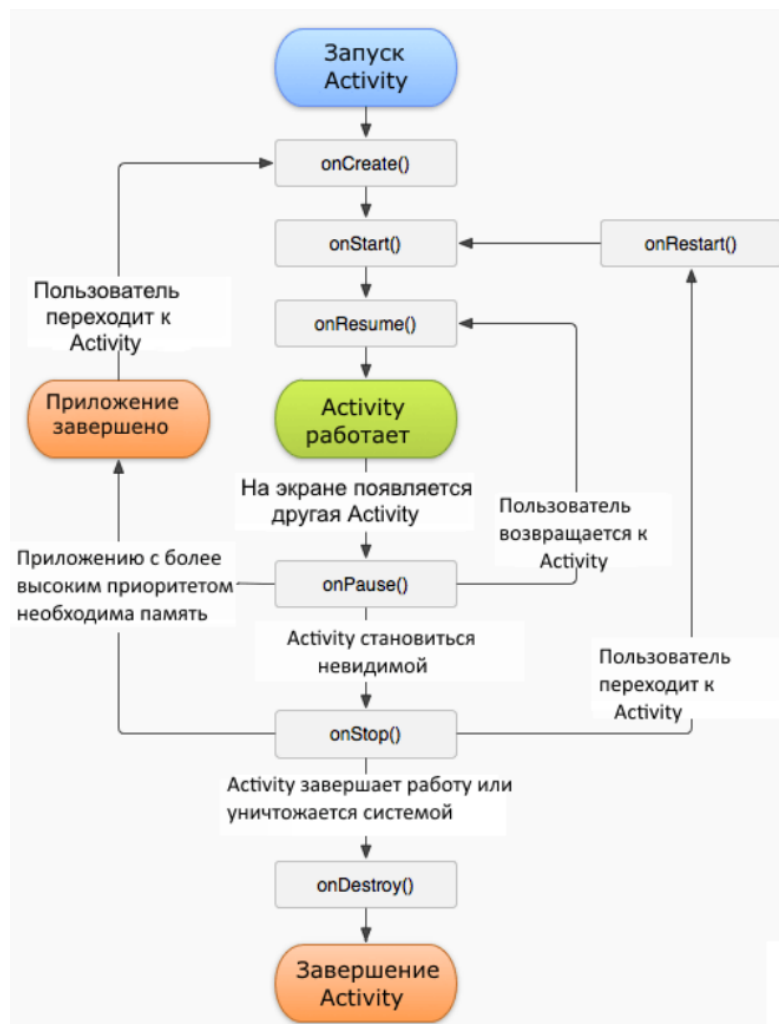 Запуск
Activity
onCreate()
onStart()
onRestart()
Пользователь
переходит к
Activity
onResume()
Приложение
завершено
Activity
работает
На экране появляется
другая Activity
Пользователь
возвращается к
Activity
Приложению с более
высоким приоритетом
необходима память
onPause()
Activity становиться
невидимой
Пользователь
переходит к
Activity
onStop()
Activity завершает работу или
уничтожается системой
onDestroy()
Завершение
Activity